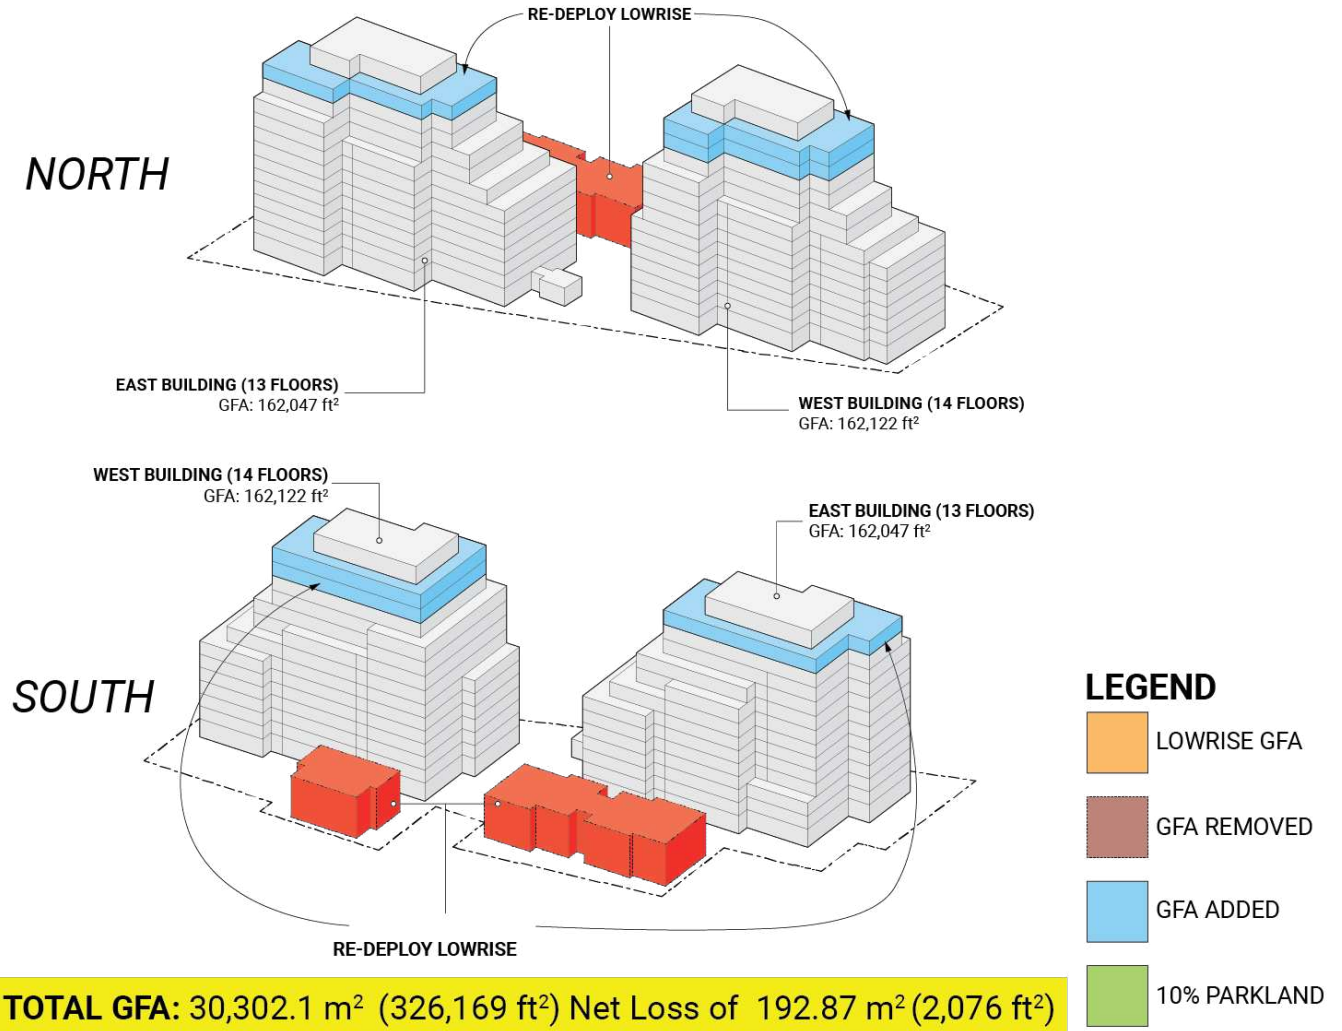 RE-DEPLOY LOWRISE
NORTH
EAST BUILDING (13 FLOORS)
GFA: 162,047 ft²
WEST BUILDING (14 FLOORS)
GFA: 162,122 ft²
WEST BUILDING (14 FLOORS)
GFA: 162,122 ft²
EAST BUILDING (13 FLOORS)
GFA: 162,047 ft²
SOUTH
RE-DEPLOY LOWRISE
LEGEND
LOWRISE GFA
GFA REMOVED
GFA ADDED
10% PARKLAND
TOTAL GFA: 30,302.1 m² (326,169 ft²) Net Loss of 192.87 m² (2,076 ft²)